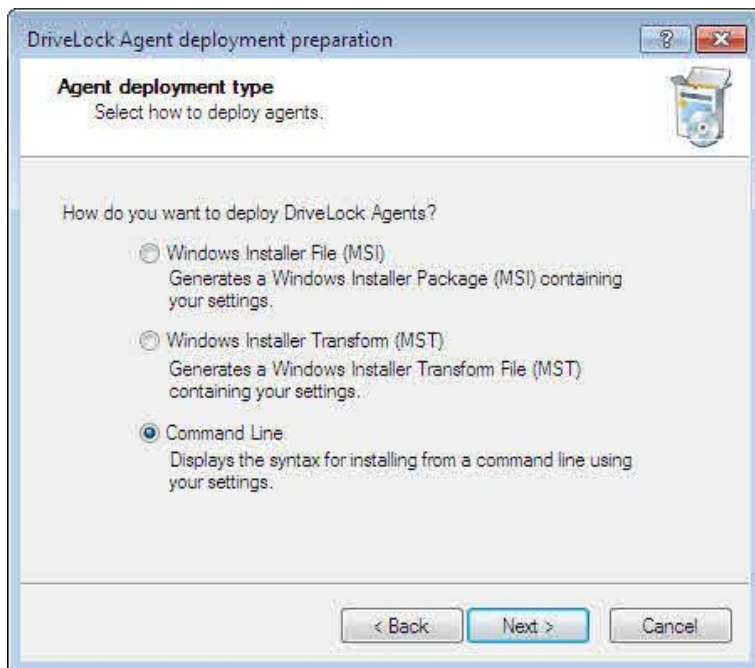 DriveLock Agent deployment preparation
?
Agent deployment type
Select how to deploy agents.
How do you want to deploy DriveLock Agents?
Windows Installer File (MSI)
Generates a Windows Installer Package (MSI) containing
your settings.
Windows Installer Transform (MST)
Generates a Windows Installer Transform File (MST)
containing your settings.
Command Line
Displays the syntax for installing from a command line using
your settings.
< Back
Next >
Cancel